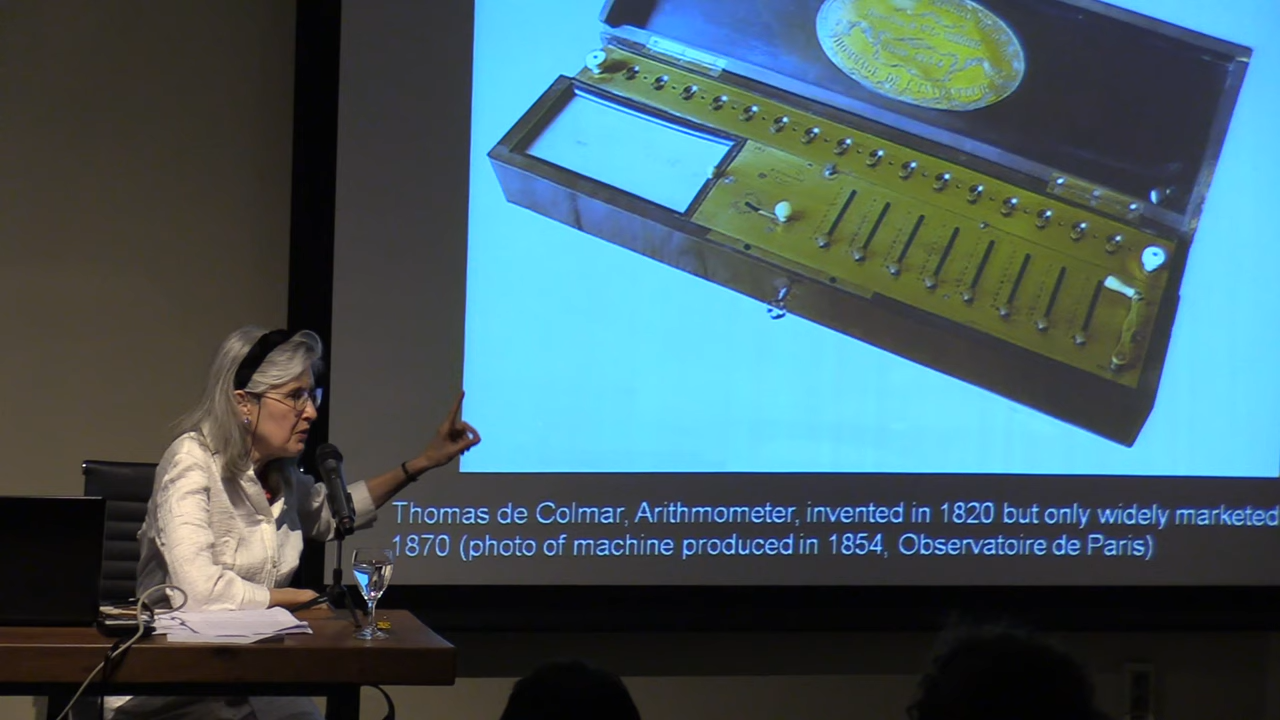 Thomas de Colmar, Arithmometer, invented in 1820 but only widely marketed
1870 (photo of machine produced in 1854, Observatoire de Paris)